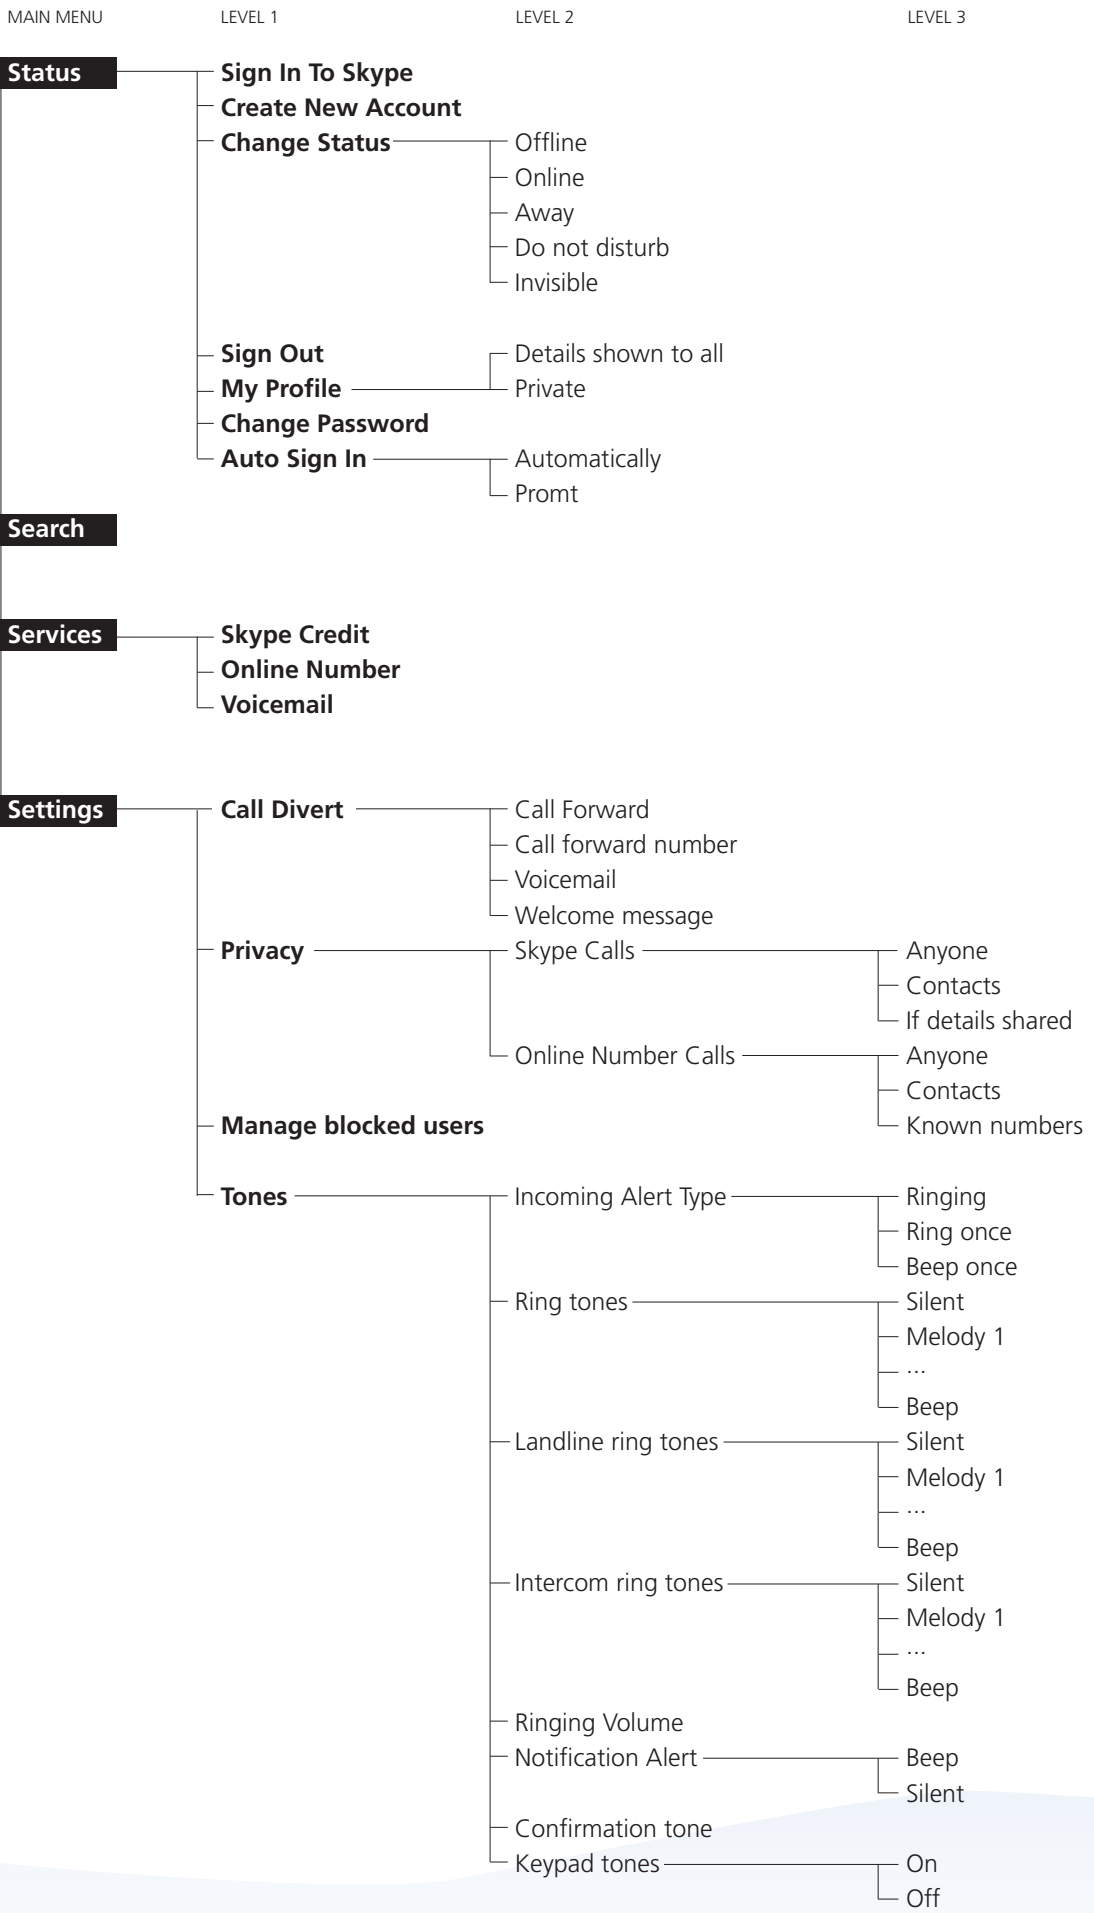 MAIN MENU LEVEL 1 LEVEL 2 LEVEL 3
Status Sign In To Skype
Create New Account
Change Status Offline
Online
Away
Do not disturb
Invisible
Sign Out Details shown to all
My Profile Private
Change Password
Auto Sign In Automatically
Promt
Search
Services Skype Credit
Online Number
Voicemail
Settings Call Divert Call Forward
Call forward number
Voicemail
Welcome message
Privacy Skype Calls Anyone
Contacts
If details shared
Online Number Calls Anyone
Contacts
Manage blocked users Known numbers
Tones Incoming Alert Type Ringing
Ring once
Beep once
Ring tones Silent
Melody 1
...
Beep
Landline ring tones Silent
Melody 1
...
Beep
Intercom ring tones Silent
Melody 1
...
Beep
Ringing Volume
Notification Alert Beep
Silent
Confirmation tone
Keypad tones On
Off